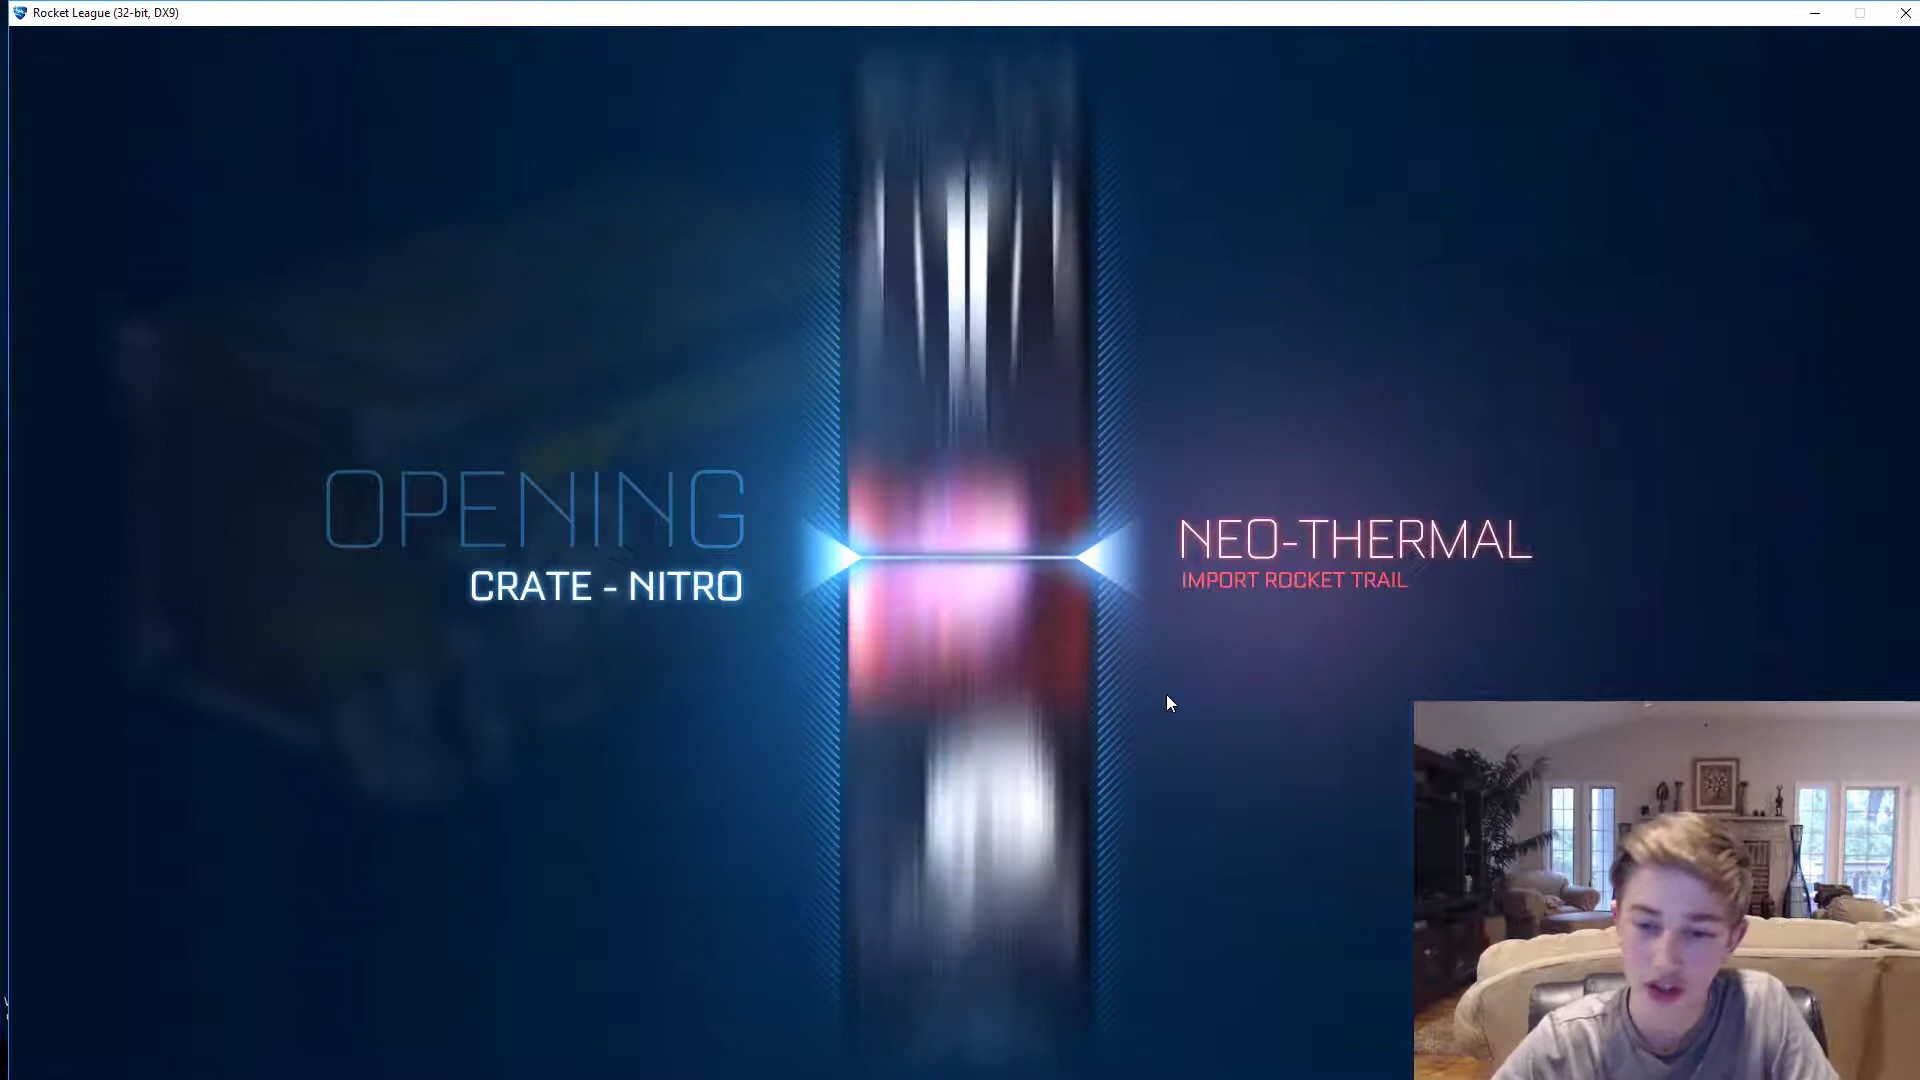 Rocket League (32-bit, DX9)
OPENING
CRATE - NITRO
NEO-THERMAL
IMPORT ROCKET TRAIL